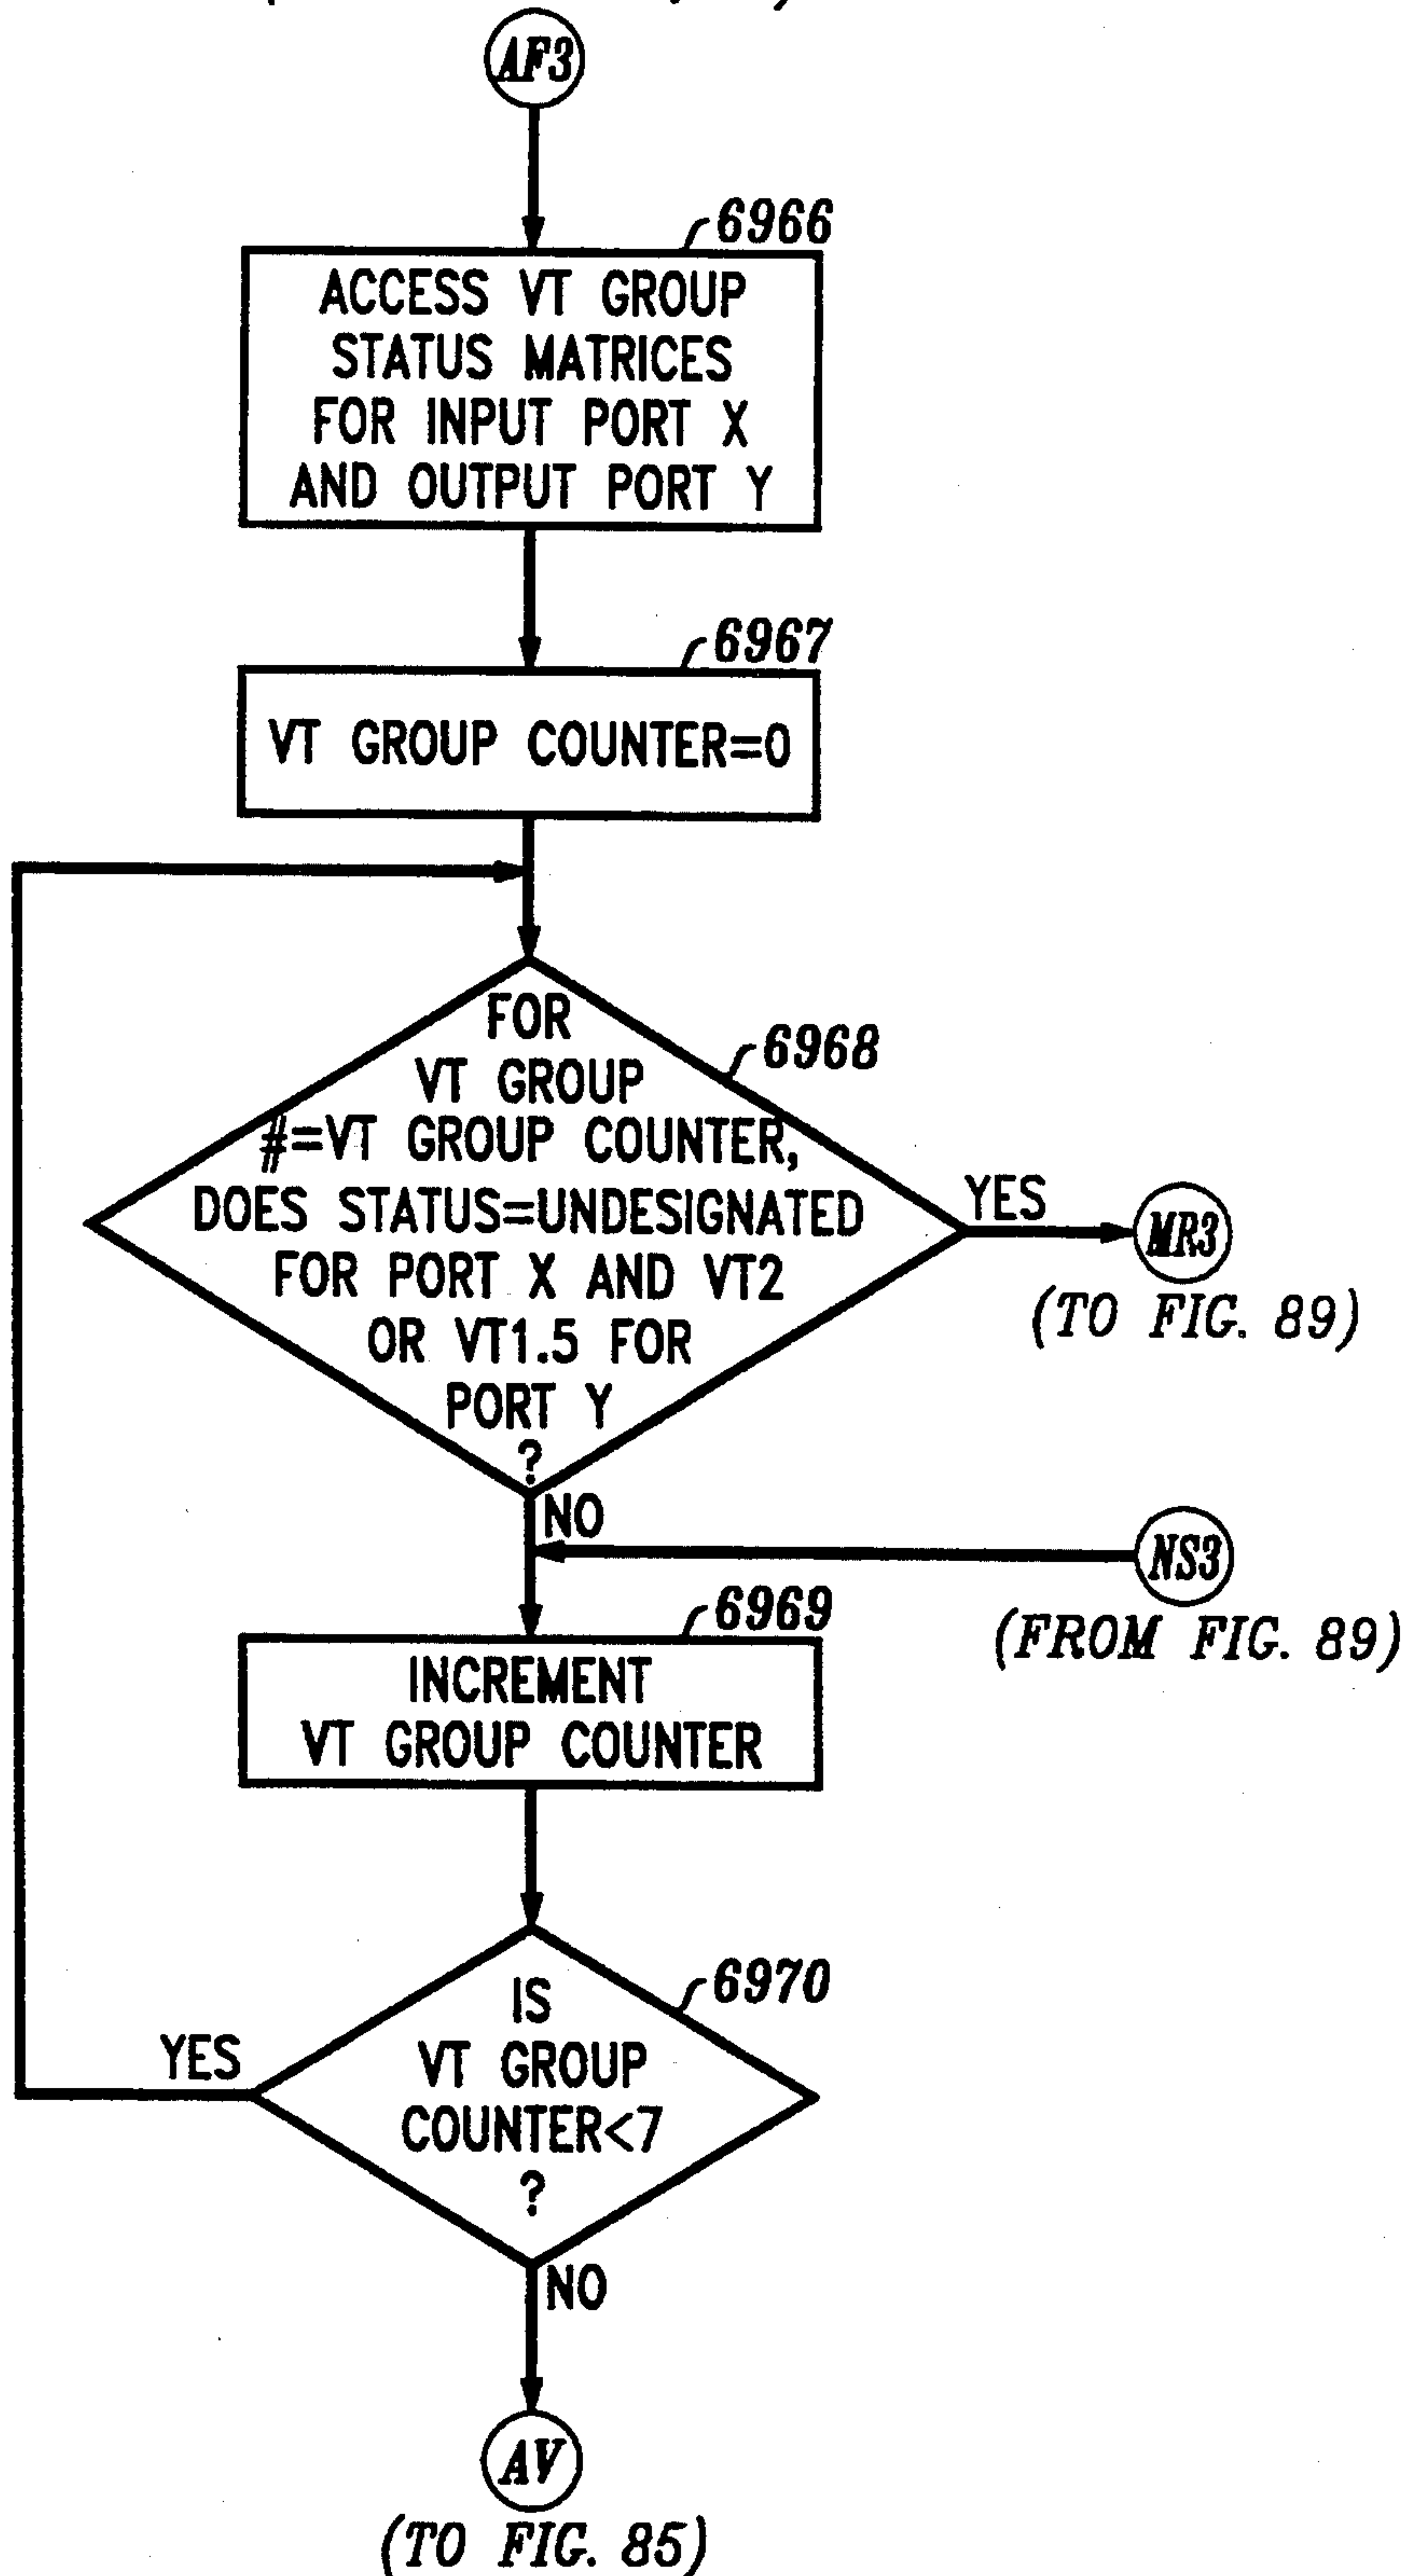 AF3
6966
ACCESS VT GROUP
STATUS MATRICES
FOR INPUT PORT X
AND OUTPUT PORT Y
6967
VT GROUP COUNTER=0
FOR
VT GROUP
#=VT GROUP COUNTER,
DOES STATUS=UNDESIGNATED
FOR PORT X AND VT2
OR VT1.5 FOR
PORT Y
?
6968
YES
MR3
(TO FIG. 89)
NO
NS3
(FROM FIG. 89)
6969
INCREMENT
VT GROUP COUNTER
6970
IS
VT GROUP
COUNTER<7
?
YES
NO
AV
(TO FIG. 85)